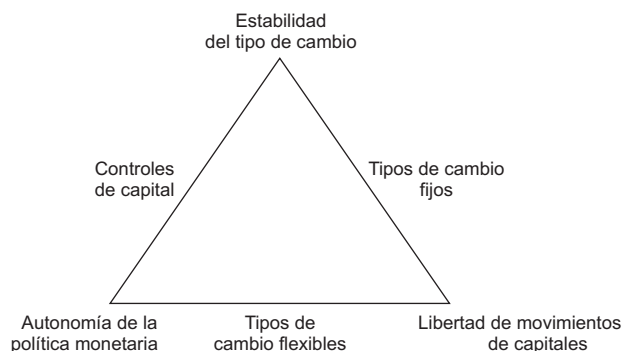 Estabilidad
del tipo de cambio
Controles
de capital
Tipos de cambio
fijos
Autonomía de la
política monetaria
Tipos de
cambio flexibles
Libertad de movimientos
de capitales